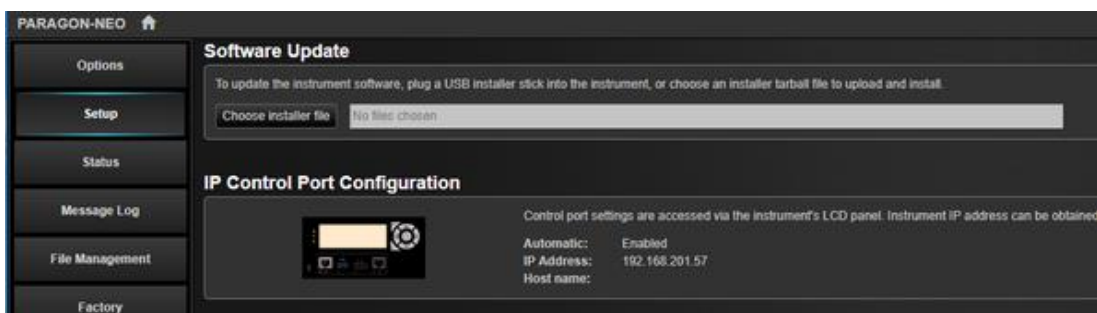 PARAGON-NEO
Options
Setup
Status
Message Log
File Management
Factory
Software Update
To update the instrument software, plug a USB installer stick into the instrument, or choose an installer tarball file to upload and install.
Choose installer file
No files chosen
IP Control Port Configuration
Control port settings are accessed via the instrument's LCD panel. Instrument IP address can be obtained
Automatic: Enabled
IP Address: 192.168.201.57
Host name: